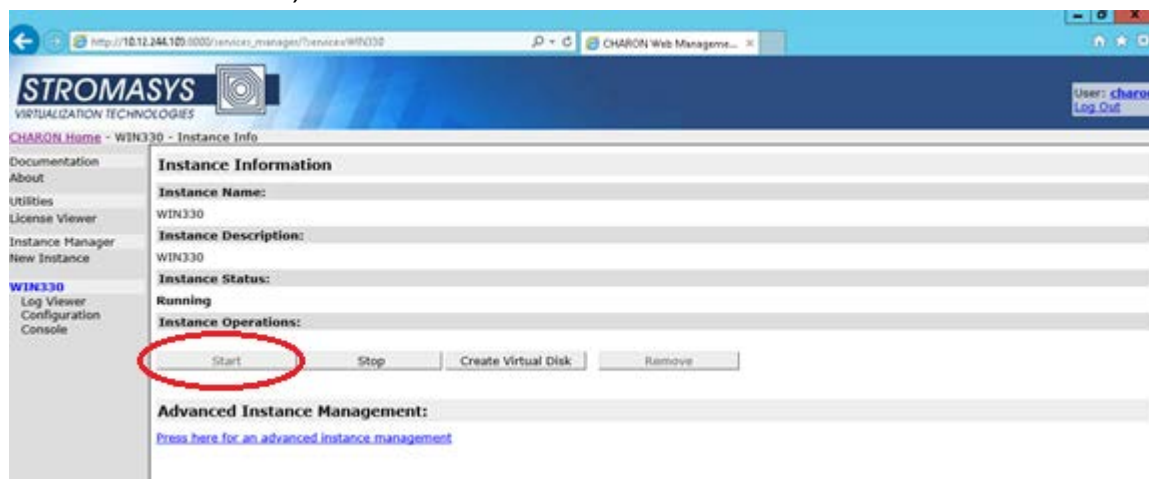 http://10.12.244.105:8000/services_manager/?service=WIN330
CHARON Web Manageme...
STROMASYS
VIRTUALIZATION TECHNOLOGIES
User: charon
Log Out
CHARON Home - WIN330 - Instance Info
Documentation
About
Utilities
License Viewer
Instance Manager
New Instance
WIN330
Log Viewer
Configuration
Console
Instance Information
Instance Name:
WIN330
Instance Description:
WIN330
Instance Status:
Running
Instance Operations:
Start Stop Create Virtual Disk Remove
Advanced Instance Management:
Press here for an advanced instance management